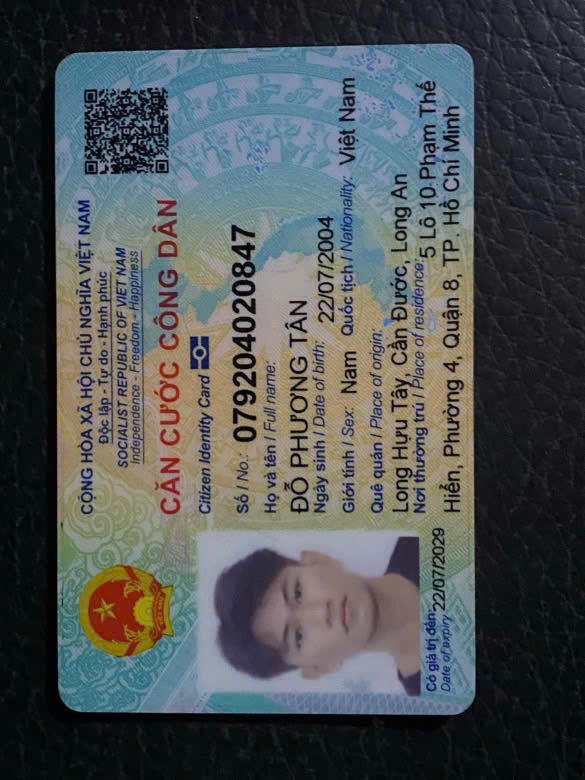 CỘNG HÒA XÃ HỘI CHỦ NGHĨA VIỆT NAM
Độc lập - Tự do - Hạnh phúc
SOCIALIST REPUBLIC OF VIET NAM
Independence - Freedom - Happiness
CĂN CƯỚC CÔNG DÂN
Citizen Identity Card
Số / No.: 079204020847
Họ và tên / Full name:
ĐỖ PHƯƠNG TÂN
Ngày sinh / Date of birth: 22/07/2004
Giới tính / Sex: Nam Quốc tịch / Nationality: Việt Nam
Quê quán / Place of origin:
Long Hựu Tây, Cần Đước, Long An
Nơi thường trú / Place of residence: 5 Lô 10 Phạm Thế
Hiển, Phường 4, Quận 8, TP. Hồ Chí Minh
Có giá trị đến: 22/07/2029
Date of expiry